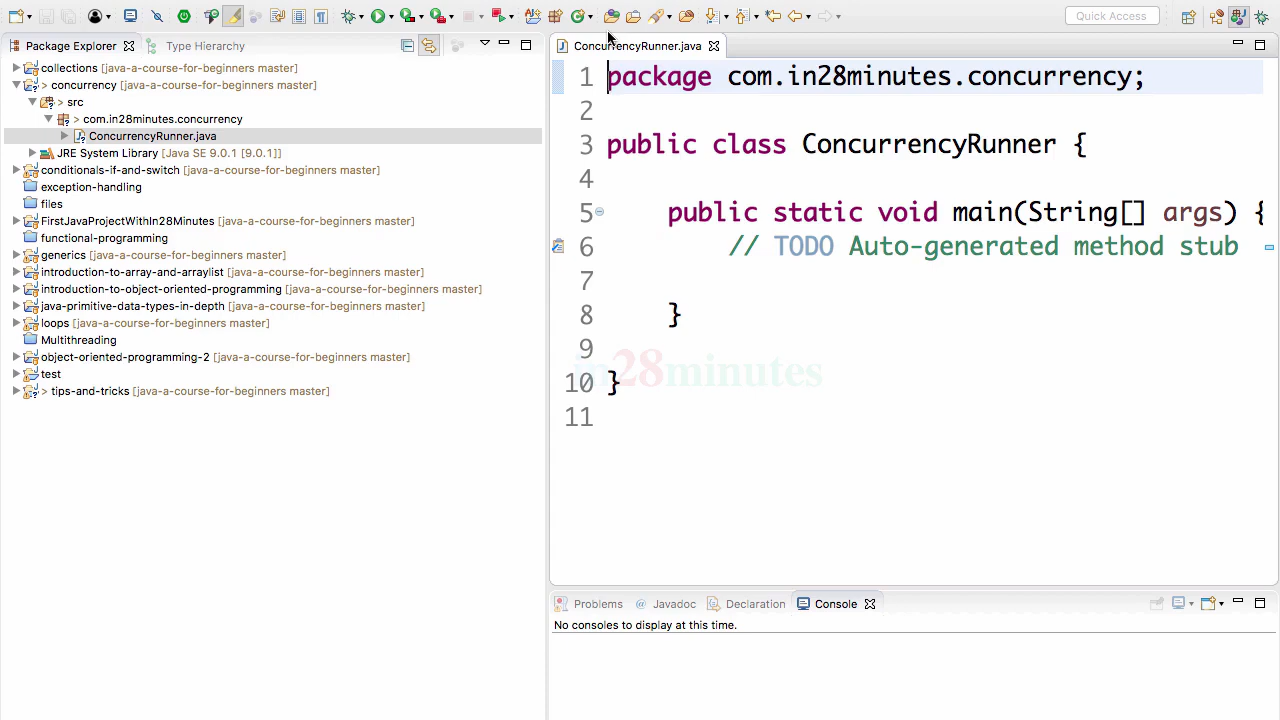 Quick Access
Package Explorer
Type Hierarchy
collections [java-a-course-for-beginners master]
> concurrency [java-a-course-for-beginners master]
> src
> com.in28minutes.concurrency
ConcurrencyRunner.java
JRE System Library [Java SE 9.0.1 [9.0.1]]
conditionals-if-and-switch [java-a-course-for-beginners master]
exception-handling
files
FirstJavaProjectWithIn28Minutes [java-a-course-for-beginners master]
functional-programming
generics [java-a-course-for-beginners master]
introduction-to-array-and-arraylist [java-a-course-for-beginners master]
introduction-to-object-oriented-programming [java-a-course-for-beginners master]
java-primitive-data-types-in-depth [java-a-course-for-beginners master]
loops [java-a-course-for-beginners master]
Multithreading
object-oriented-programming-2 [java-a-course-for-beginners master]
test
> tips-and-tricks [java-a-course-for-beginners master]
ConcurrencyRunner.java
1 package com.in28minutes.concurrency;
2
3 public class ConcurrencyRunner {
4
5 public static void main(String[] args) {
6 // TODO Auto-generated method stub
7
8 }
9
in28minutes
10 }
11
Problems @ Javadoc Declaration Console
No consoles to display at this time.